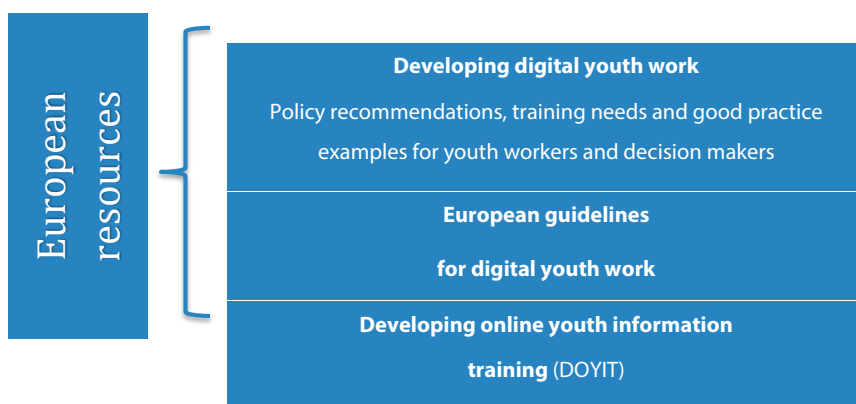 European
resources
Developing digital youth work
Policy recommendations, training needs and good practice
examples for youth workers and decision makers
European guidelines
for digital youth work
Developing online youth information
training (DOYIT)